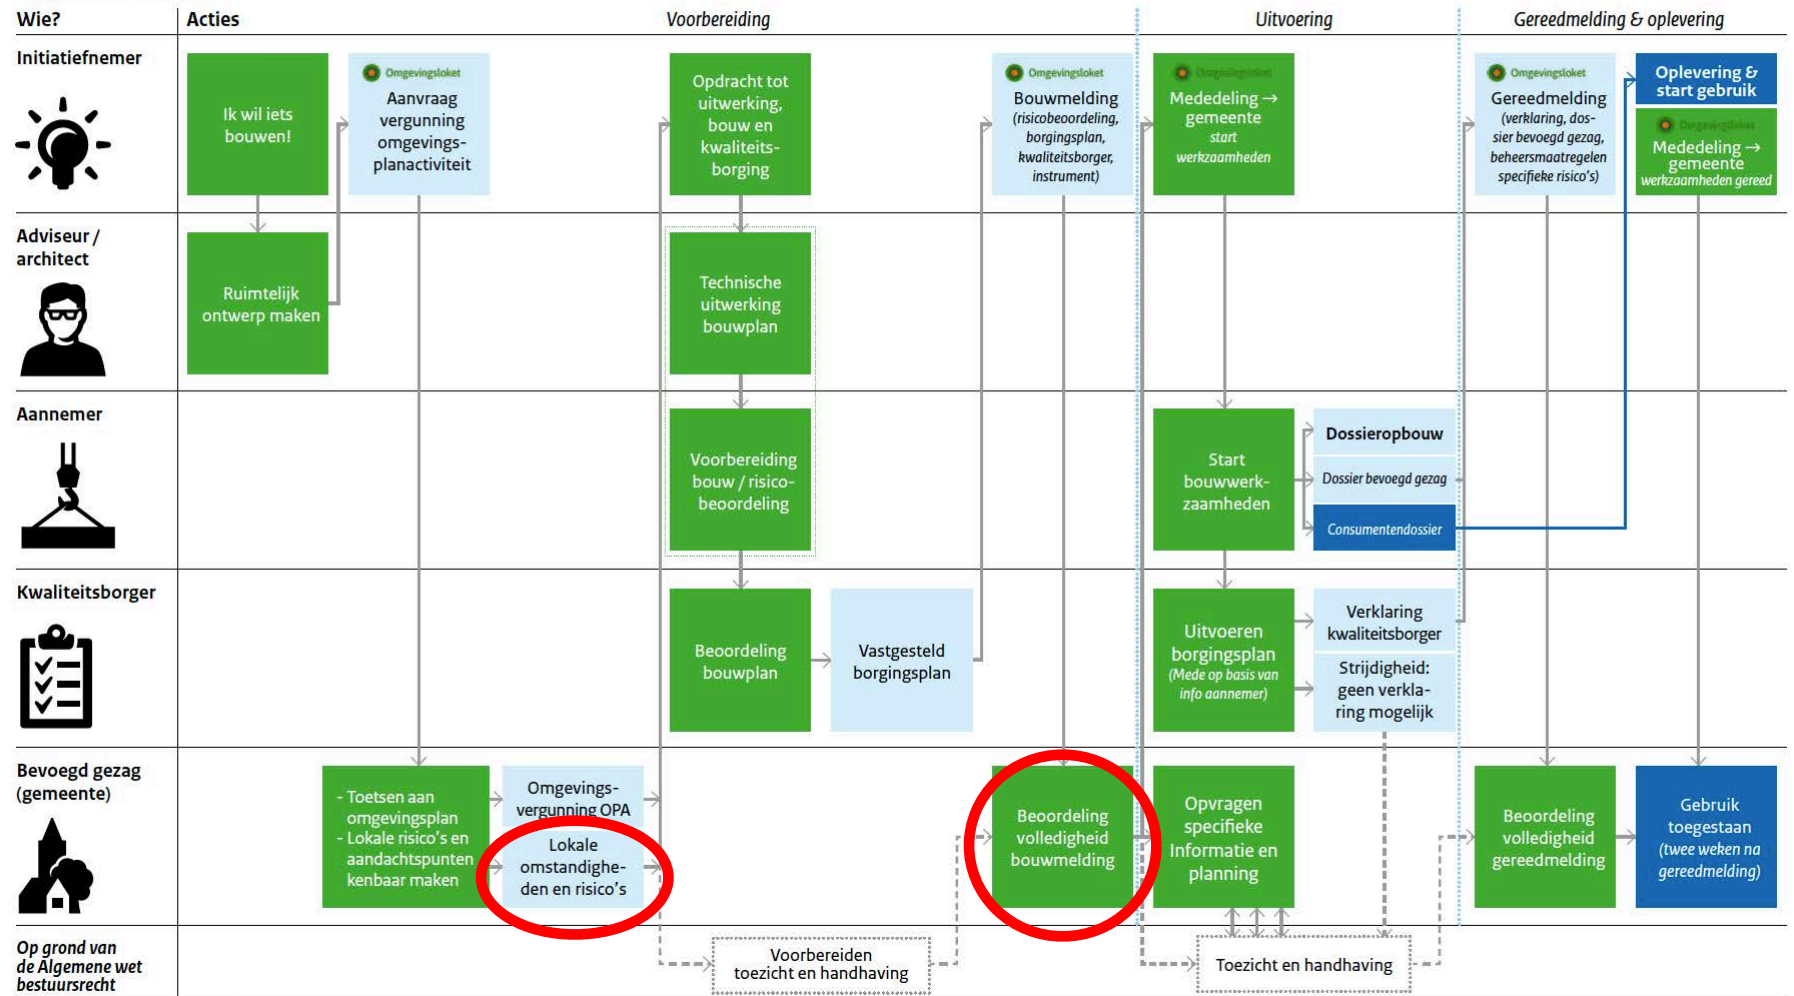 Wie?
Acties
Voorbereiding
Uitvoering
Gereedmelding & oplevering
Initiatiefnemer
Ik wil iets
bouwen!
Omgevingsloket
Aanvraag
vergunning
omgevings-
planactiviteit
Opdracht tot
uitwerking,
bouw en
kwaliteits-
borging
Omgevingsloket
Bouwmelding
(risicobeoordeling,
borgingsplan,
kwaliteitsborger,
instrument)
Omgevingsloket
Mededeling →
gemeente
start
werkzaamheden
Omgevingsloket
Gereedmelding
(verklaring, dos-
sier bevoegd gezag,
beheersmaatregelen
specifieke risico's)
Oplevering &
start gebruik
Omgevingsloket
Mededeling →
gemeente
werkzaamheden gereed
Adviseur /
architect
Ruimtelijk
ontwerp maken
Technische
uitwerking
bouwplan
Aannemer
Voorbereiding
bouw / risico-
beoordeling
Start
bouwwerk-
zaamheden
Dossieropbouw
Dossier bevoegd gezag
Consumentendossier
Kwaliteitsborger
Beoordeling
bouwplan
Vastgesteld
borgingsplan
Uitvoeren
borgingsplan
(Mede op basis van
info aannemer)
Verklaring
kwaliteitsborger
Strijdigheid:
geen verkla-
ring mogelijk
Bevoegd gezag
(gemeente)
- Toetsen aan
omgevingsplan
- Lokale risico's en
aandachtspunten
kenbaar maken
Omgevings-
vergunning OPA
Lokale
omstandighe-
den en risico's
Beoordeling
volledigheid
bouwmelding
Opvragen
specifieke
Informatie en
planning
Beoordeling
volledigheid
gereedmelding
Gebruik
toegestaan
(twee weken na
gereedmelding)
Op grond van
de Algemene wet
bestuursrecht
Voorbereiden
toezicht en handhaving
Toezicht en handhaving